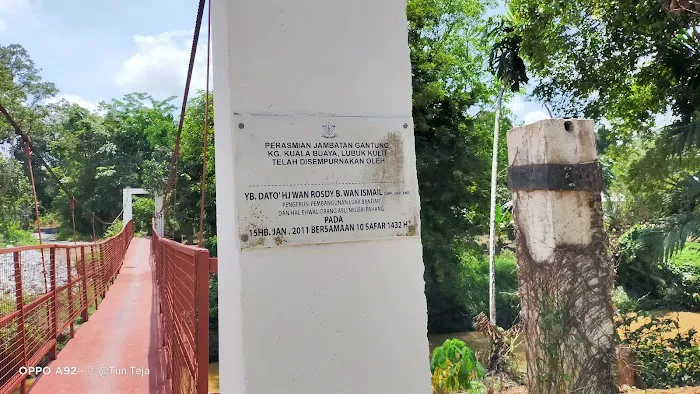 PERASMIAN JAMBATAN GANTUNG
KG. KUALA BUAYA, LUBUK KULIT
TELAH DISEMPURNAKAN OLEH
YB. DATO' HJ WAN ROSDY B. WAN ISMAIL
PENGERUSI PEMBANGUNAN LUAR BANDAR
DAN HAL EHWAL ORANG ASLI NEGERI PAHANG
PADA
15HB. JAN. 2011 BERSAMAAN 10 SAFAR 1432 H
OPPO A92 · ©Tun Teja